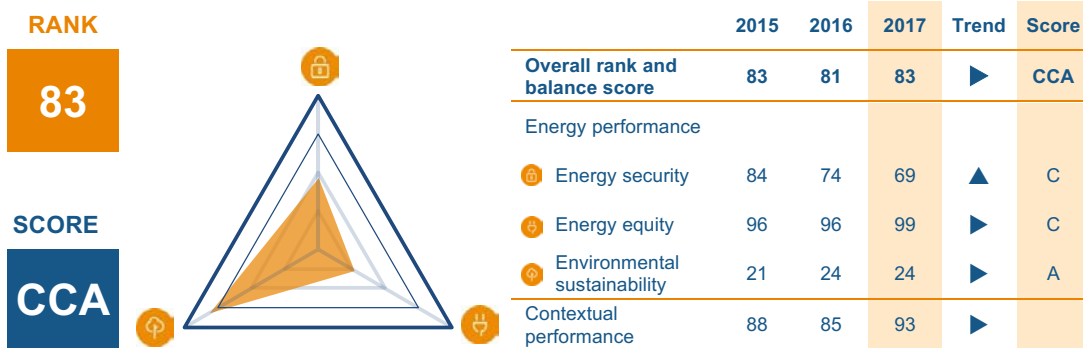 RANK
83
SCORE
CCA
2015 2016 2017 Trend Score
Overall rank and
balance score 83 81 83 CCA
Energy performance
Energy security 84 74 69 C
Energy equity 96 96 99 C
Environmental
sustainability 21 24 24 A
Contextual
performance 88 85 93